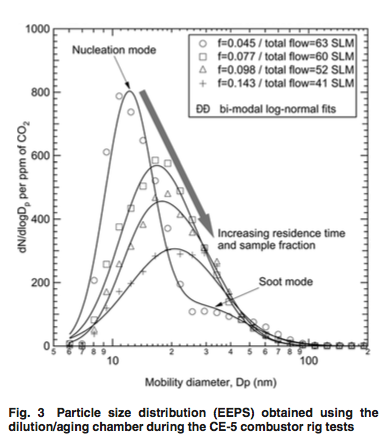 f=0.045 / total flow=63 SLM
f=0.077 / total flow=60 SLM
f=0.098 / total flow=52 SLM
f=0.143 / total flow=41 SLM
ĐĐ bi-modal log-normal fits
Nucleation mode
Increasing residence time
and sample fraction
Soot mode
dN/dlogDp per ppm of CO2
1000
800
600
400
200
0
5 6 7 8 9 10 2 3 4 5 6 7 8 9 100 2
Mobility diameter, Dp (nm)
Fig. 3 Particle size distribution (EEPS) obtained using the
dilution/aging chamber during the CE-5 combustor rig tests